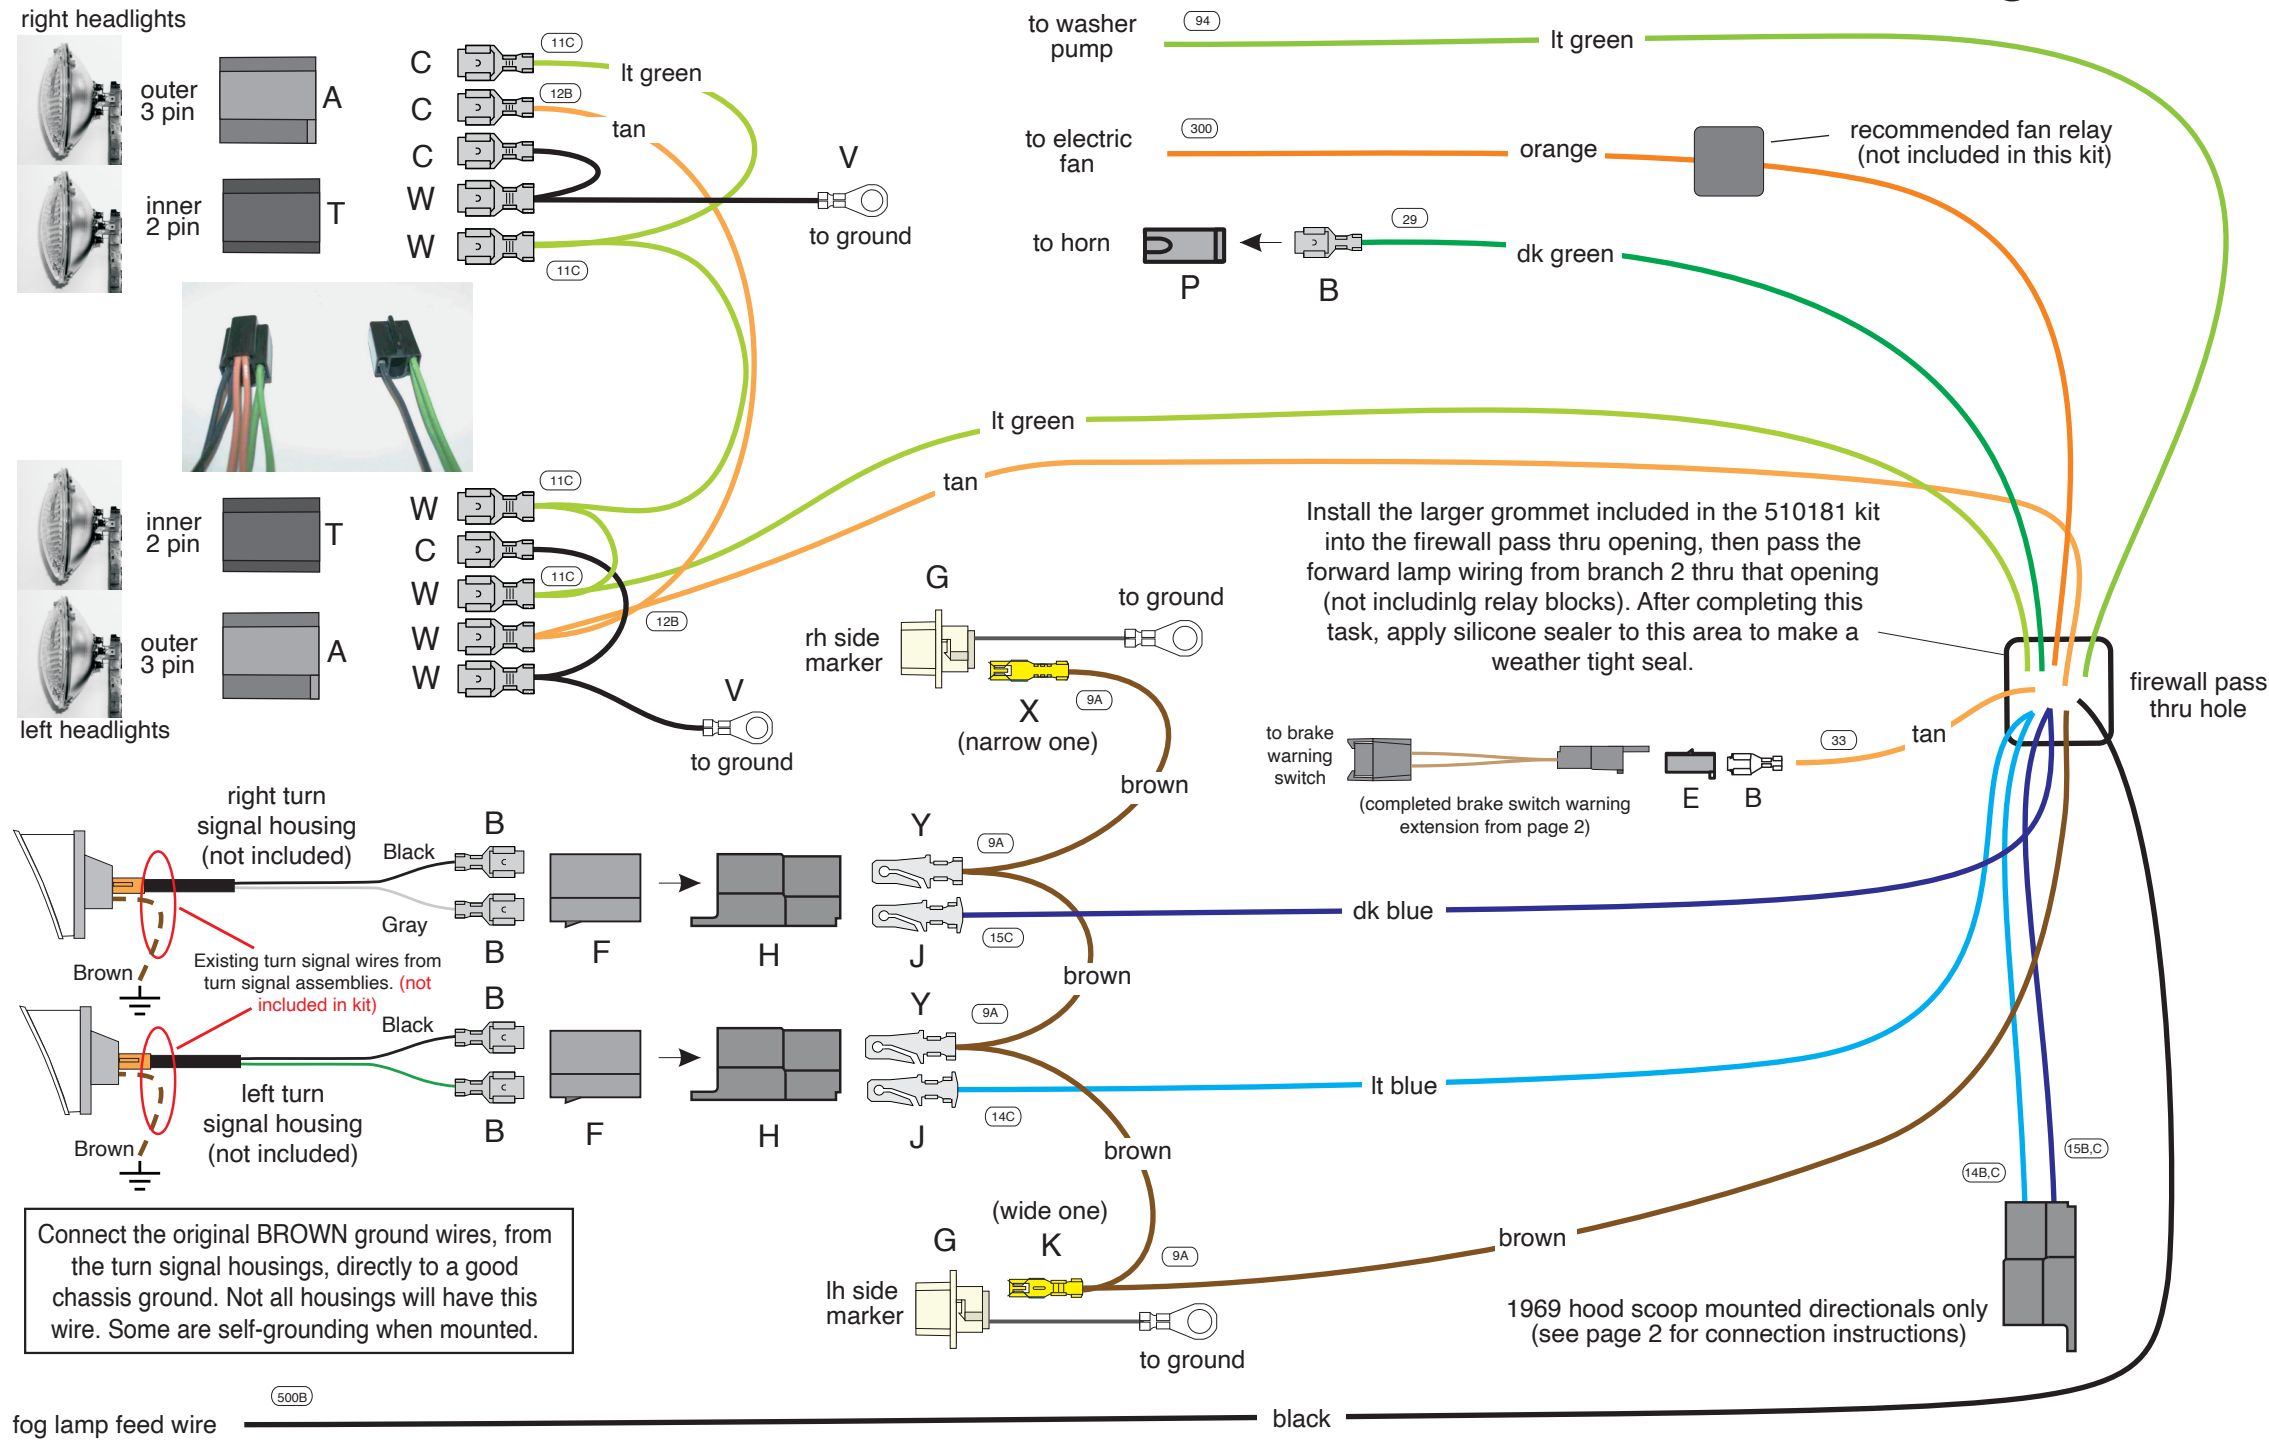 right headlights
outer
3 pin
A
inner
2 pin
T
C
C
C
W
W
11C
lt green
12B
tan
11C
V
to ground
to washer
pump
94
lt green
to electric
fan
300
orange
recommended fan relay
(not included in this kit)
to horn
P
B
29
dk green
lt green
tan
inner
2 pin
T
outer
3 pin
A
left headlights
W
C
W
W
W
11C
11C
12B
V
to ground
Install the larger grommet included in the 510181 kit
into the firewall pass thru opening, then pass the
forward lamp wiring from branch 2 thru that opening
(not includinlg relay blocks). After completing this
task, apply silicone sealer to this area to make a
weather tight seal.
firewall pass
thru hole
G
rh side
marker
to ground
X
(narrow one)
9A
brown
to brake
warning
switch
(completed brake switch warning
extension from page 2)
E
B
33
tan
right turn
signal housing
(not included)
Black
Gray
Brown
B
B
F
H
Y
J
9A
15C
dk blue
brown
Existing turn signal wires from
turn signal assemblies. (not
included in kit)
left turn
signal housing
(not included)
Black
Brown
B
B
F
H
Y
J
9A
14C
lt blue
brown
Connect the original BROWN ground wires, from
the turn signal housings, directly to a good
chassis ground. Not all housings will have this
wire. Some are self-grounding when mounted.
(wide one)
G
K
9A
lh side
marker
to ground
brown
14B,C
15B,C
1969 hood scoop mounted directionals only
(see page 2 for connection instructions)
500B
fog lamp feed wire
black